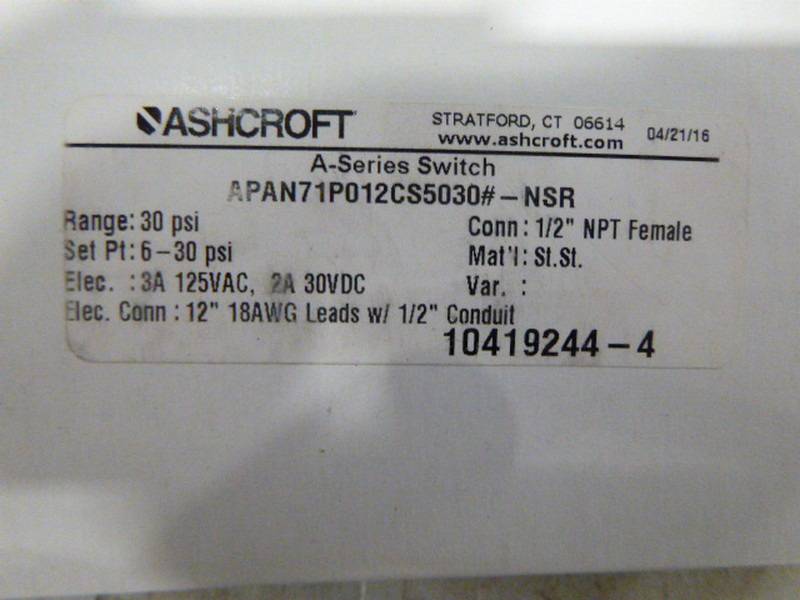 ASHCROFT
STRATFORD, CT 06614 04/21/16
www.ashcroft.com
A-Series Switch
APAN71P012CS5030#-NSR
Range: 30 psi Conn: 1/2" NPT Female
Set Pt: 6-30 psi Mat'l: St.St.
Elec. : 3A 125VAC, 2A 30VDC Var. :
Elec. Conn : 12" 18AWG Leads w/ 1/2" Conduit
10419244-4